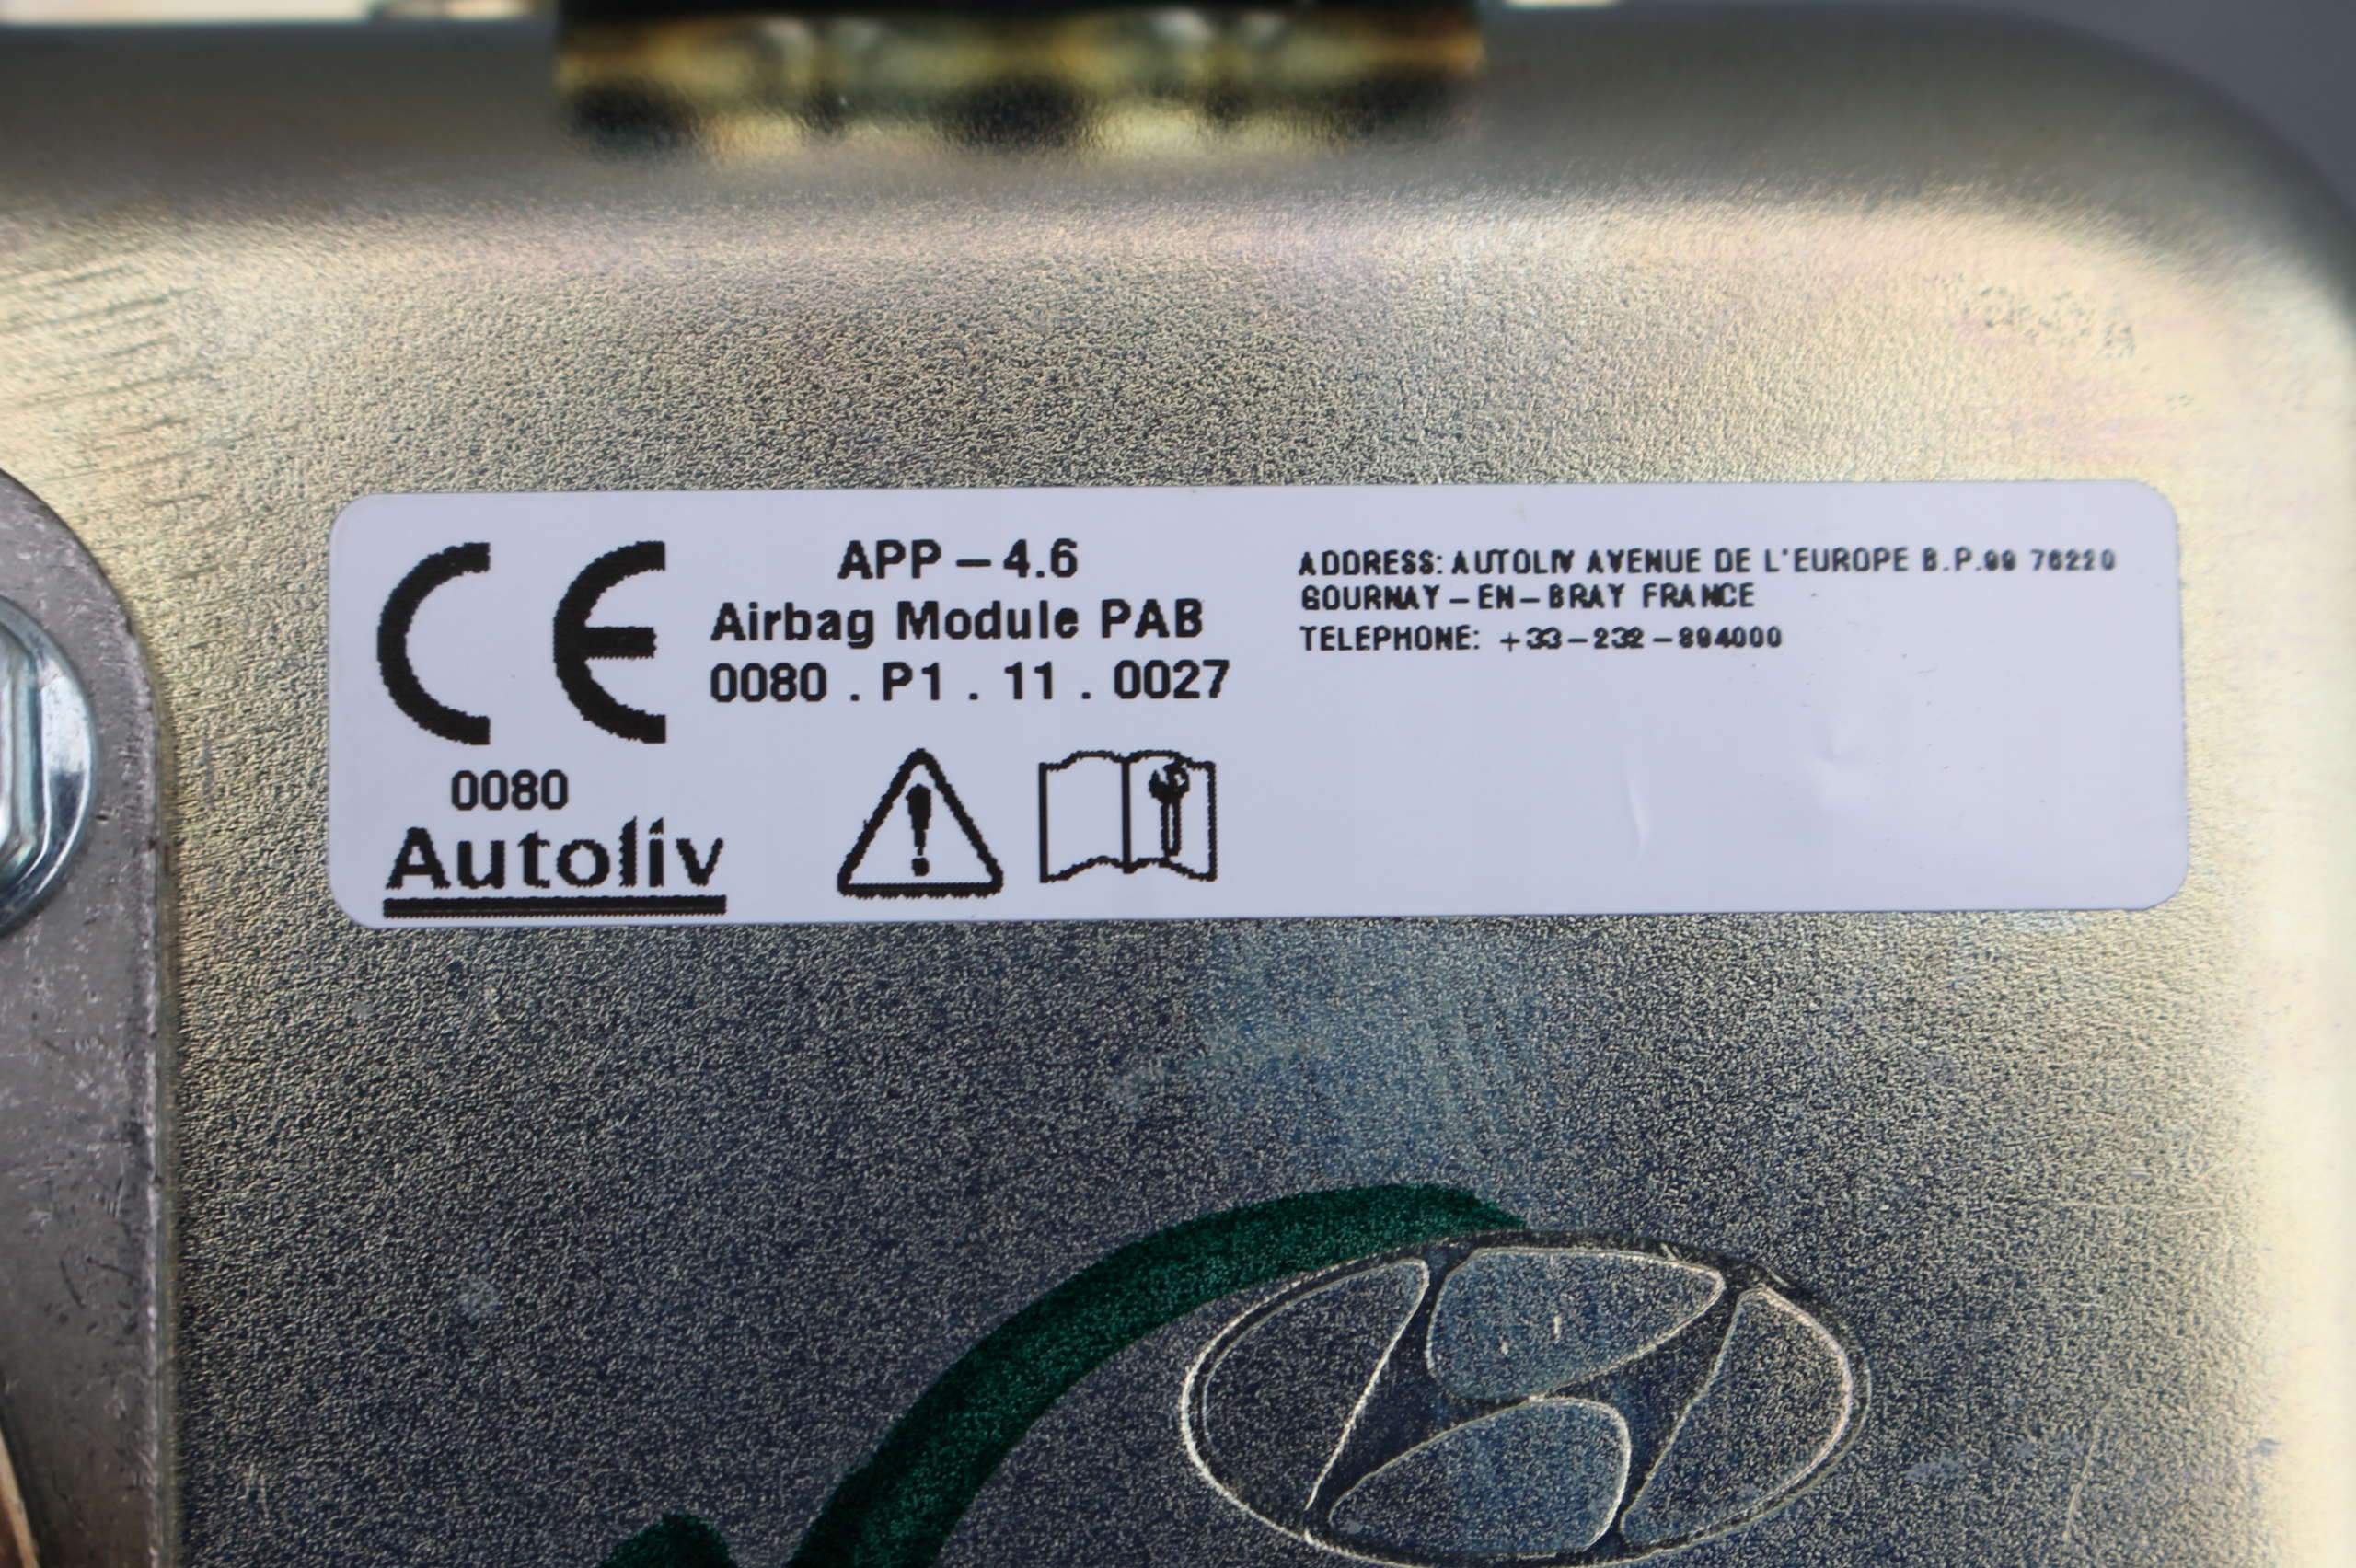 CE
0080
Autoliv
APP-4.6
Airbag Module PAB
0080 . P1 . 11 . 0027
ADDRESS: AUTOLIV AVENUE DE L'EUROPE B.P.99 76220
GOURNAY-EN-BRAY FRANCE
TELEPHONE: +33-232-894000